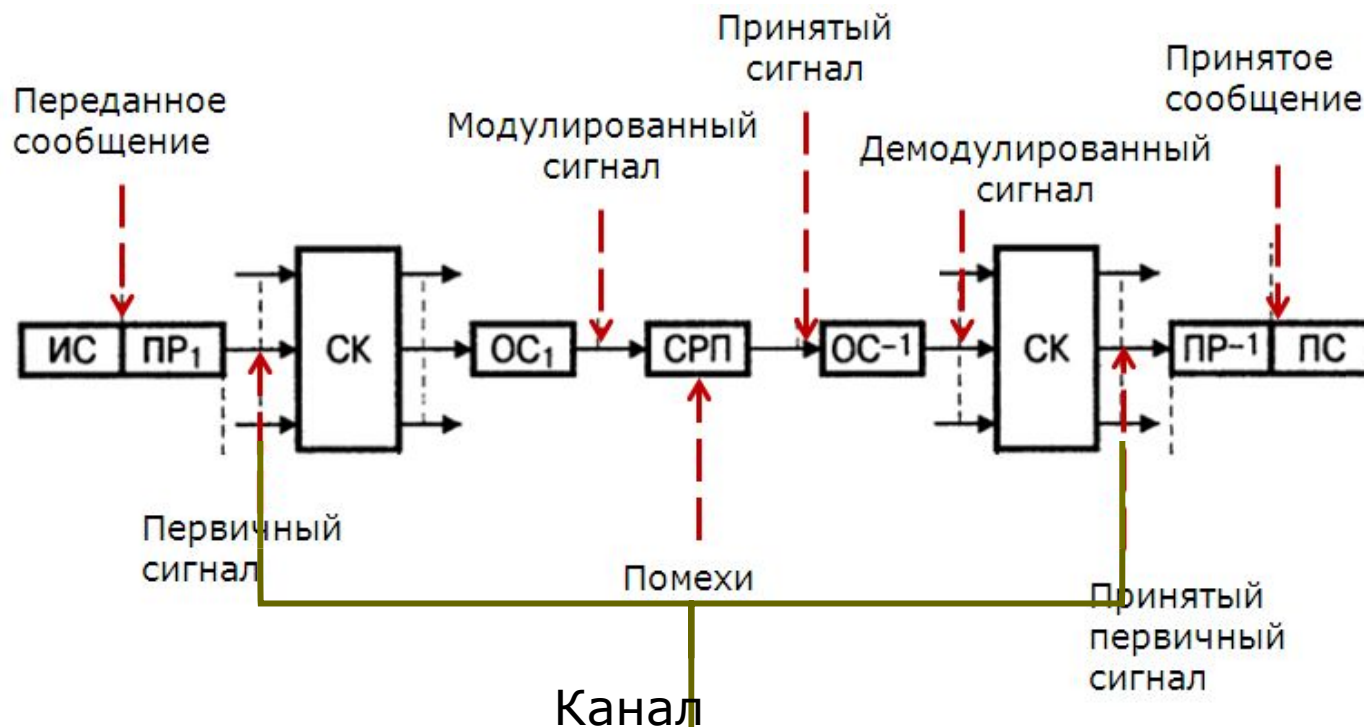 Принятый
сигнал
Принятое
сообщение
Переданное
сообщение
Модулированный
сигнал
Демодулированный
сигнал
ИС
ПР₁
СК
ОС₁
СРП
ОС⁻¹
СК
ПР⁻¹
ПС
Первичный
сигнал
Помехи
Принятый
первичный
сигнал
Канал